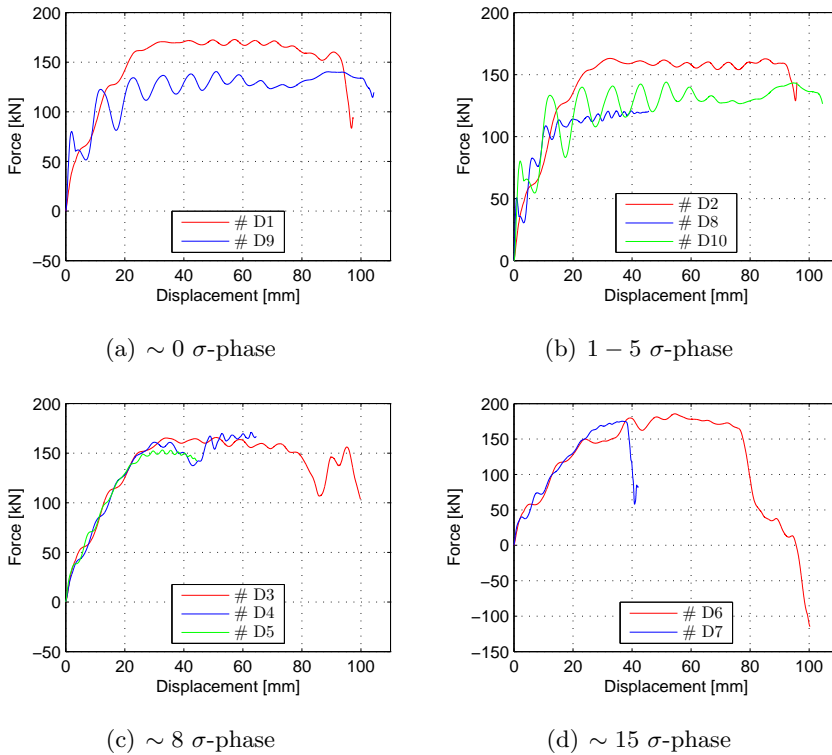 200
150
100
50
0
−50
0 20 40 60 80 100
Force [kN]
Displacement [mm]
# D1
# D9
(a) ∼ 0 σ-phase
200
150
100
50
0
0 20 40 60 80 100
Force [kN]
Displacement [mm]
# D2
# D8
# D10
(b) 1 − 5 σ-phase
200
150
100
50
0
−50
0 20 40 60 80 100
Force [kN]
Displacement [mm]
# D3
# D4
# D5
(c) ∼ 8 σ-phase
200
150
100
50
0
−50
−100
−150
0 20 40 60 80 100
Force [kN]
Displacement [mm]
# D6
# D7
(d) ∼ 15 σ-phase